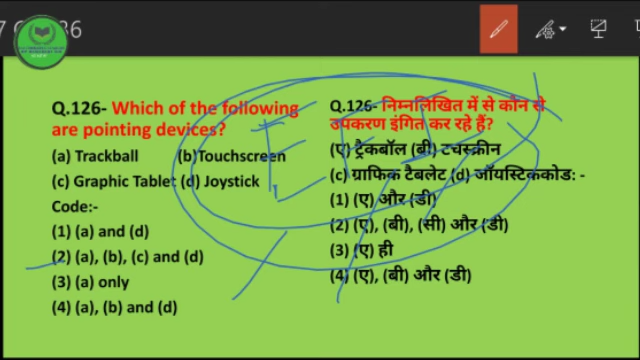 Q.126- Which of the following
are pointing devices?
(a) Trackball (b)Touchscreen
(c) Graphic Tablet (d) Joystick
Code:-
(1) (a) and (d)
(2) (a), (b), (c) and (d)
(3) (a) only
(4) (a), (b) and (d)
Q.126- निम्नलिखित में से कौन से
उपकरण इंगित कर रहे हैं?
(ए) ट्रैकबॉल (बी) टचस्क्रीन
(c) ग्राफिक टैबलेट (d) जॉयस्टिककोड: -
(1) (ए) और (डी)
(2) (ए), (बी), (सी) और (डी)
(3) (ए) ही
(4) (ए), (बी) और (डी)